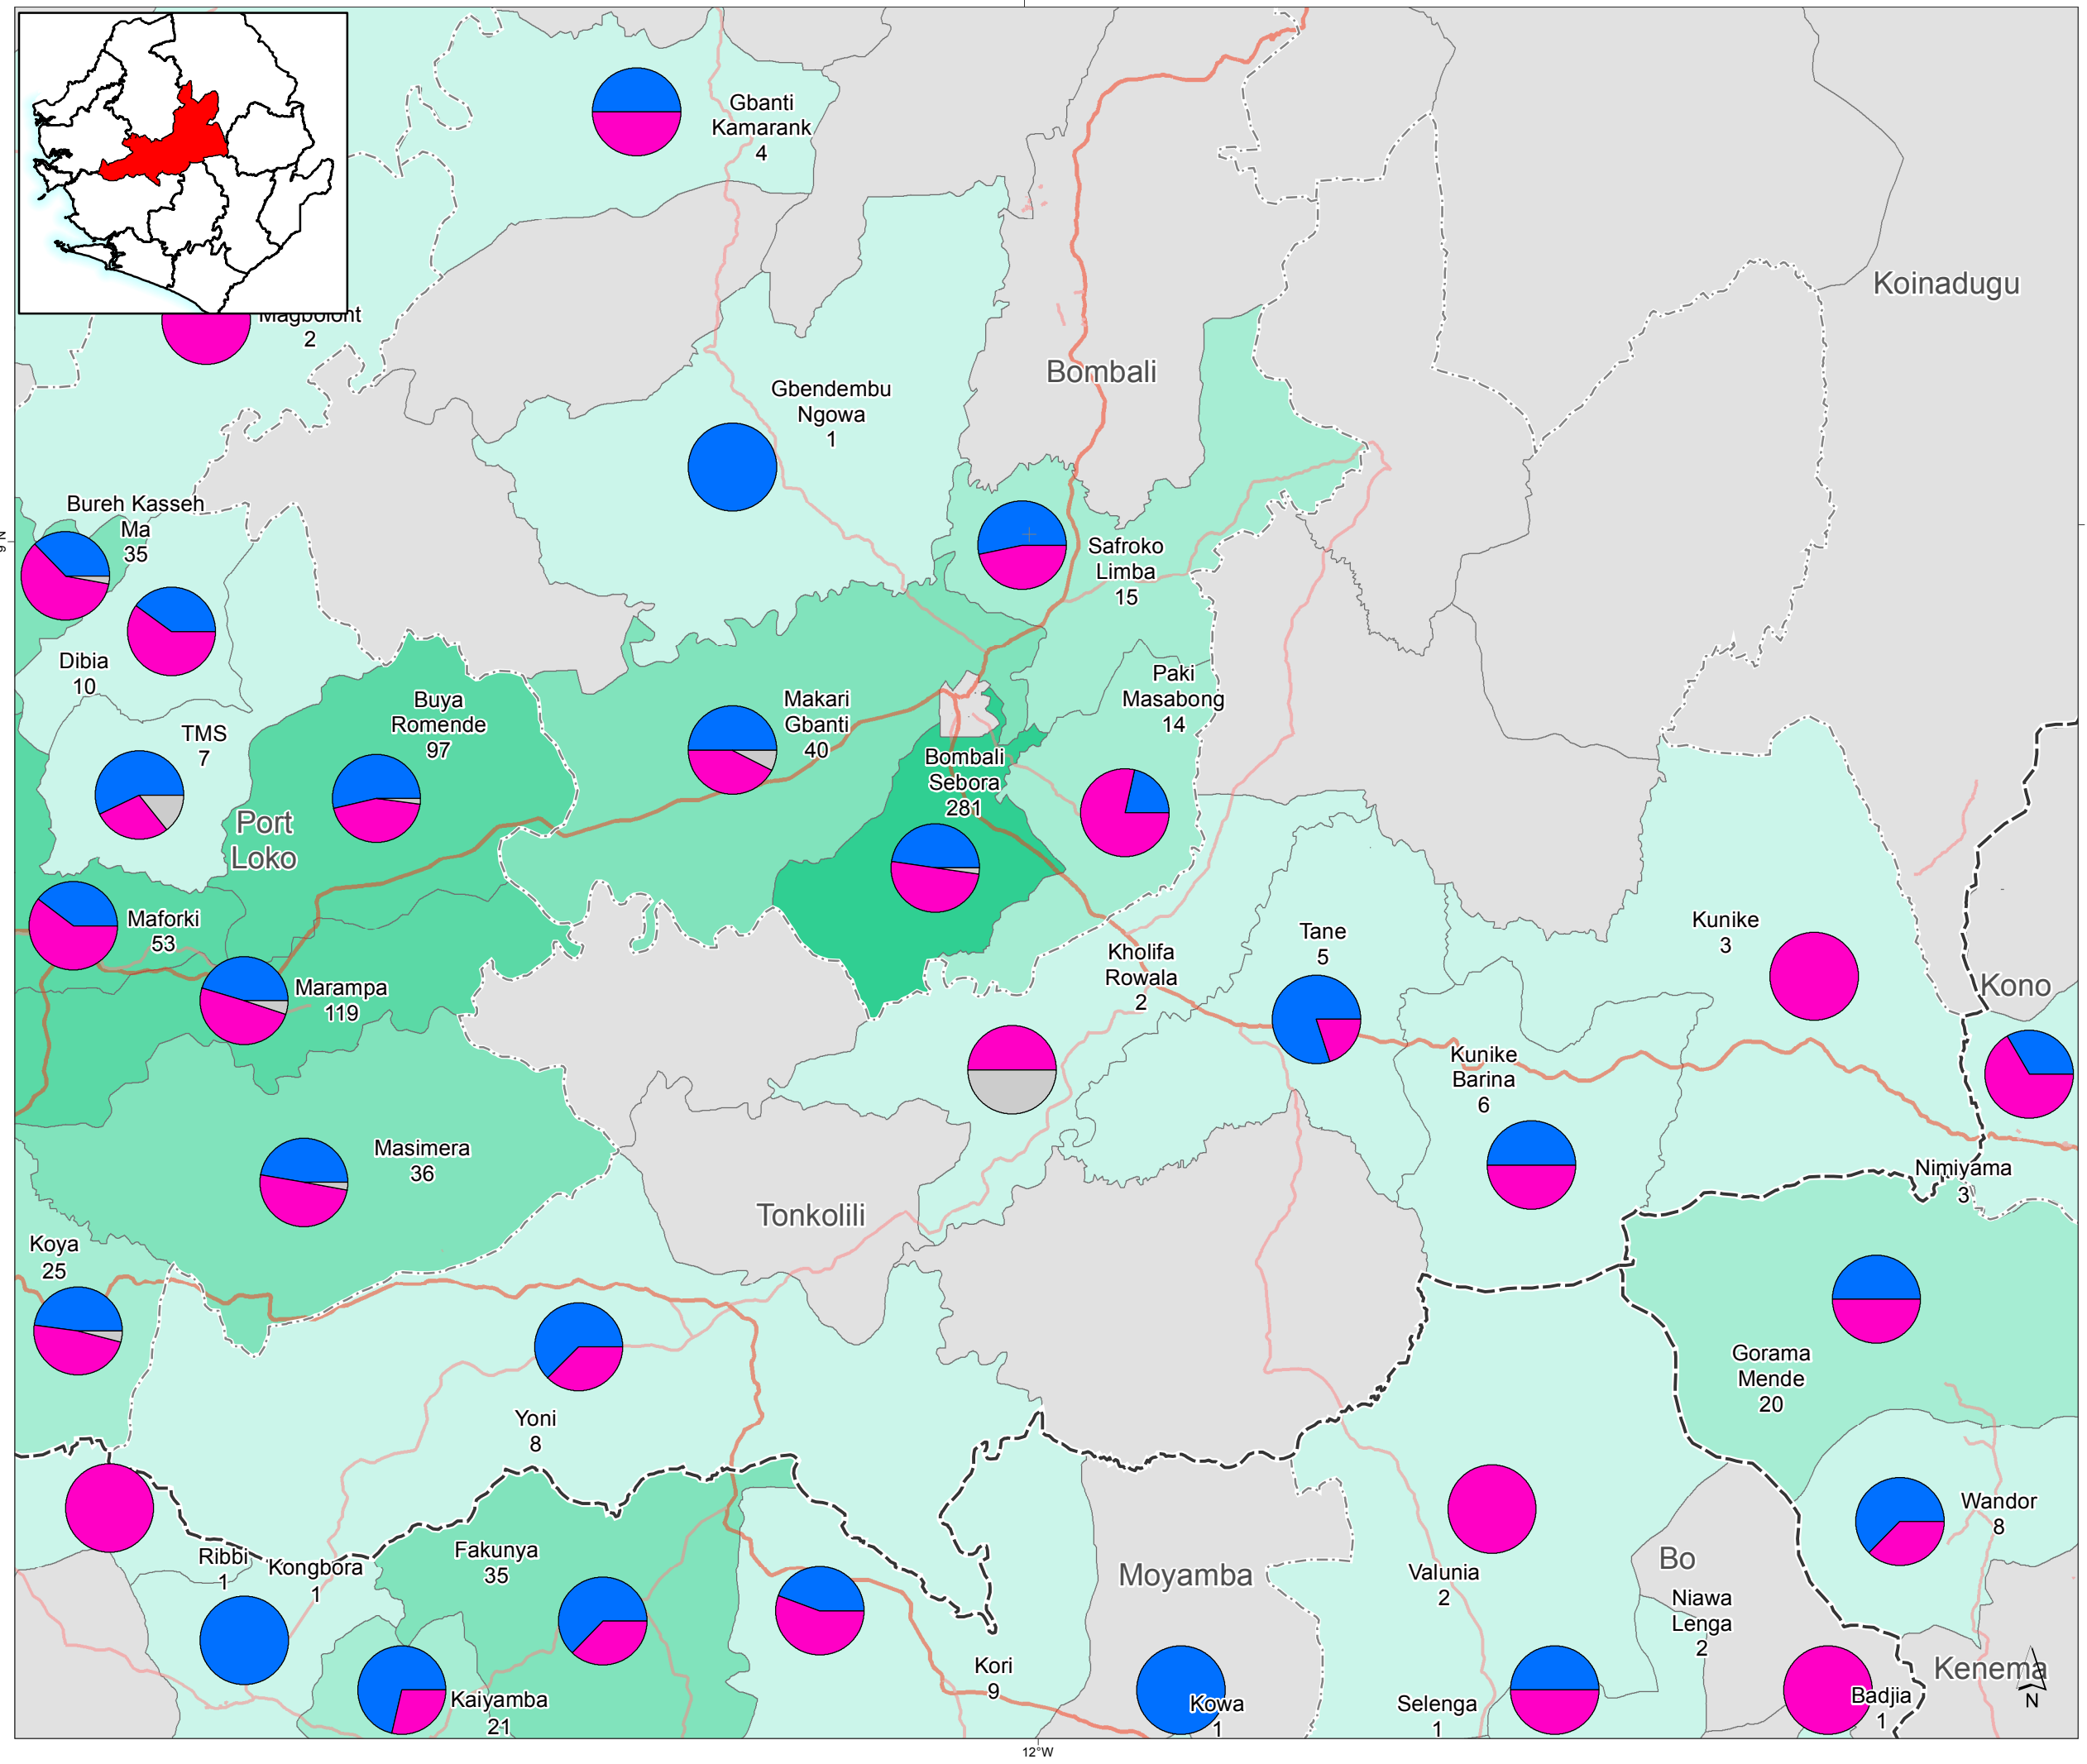 Gbanti
Kamarank
4
Koinadugu
Magbolont
2
Bombali
Gbendembu
Ngowa
1
Bureh Kasseh
Ma
35
Safroko
Limba
15
Dibia
10
Buya
Romende
97
Makari
Gbanti
40
Paki
Masabong
14
TMS
7
Bombali
Sebora
281
Port
Loko
Maforki
53
Marampa
119
Kholifa
Rowala
2
Tane
5
Kunike
3
Kono
Kunike
Barina
6
Masimera
36
Nimiyama
3
Tonkolili
Koya
25
Gorama
Mende
20
Yoni
8
Wandor
8
Ribbi
1
Kongbora
1
Fakunya
35
Moyamba
Valunia
2
Bo
Niawa
Lenga
2
Kori
9
Kenema
N
Kaiyamba
21
Kowa
1
Selenga
1
Badjia
1
12°W